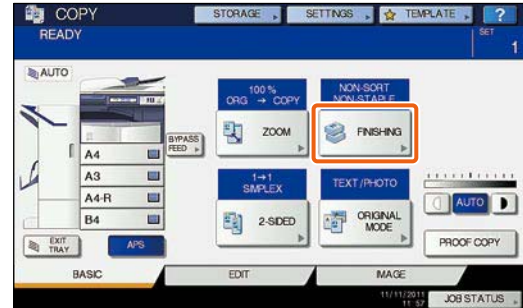 COPY
STORAGE
SETTINGS
TEMPLATE
?
READY
SET
1
AUTO
100 %
ORG → COPY
NON-SORT
NON-STAPLE
ZOOM
FINISHING
BYPASS
FEED
A4
A3
A4-R
B4
1→1
SIMPLEX
TEXT/PHOTO
2-SIDED
ORIGINAL
MODE
AUTO
EXIT
TRAY
APS
PROOF COPY
BASIC
EDIT
IMAGE
11/11/2011
11:57
JOB STATUS